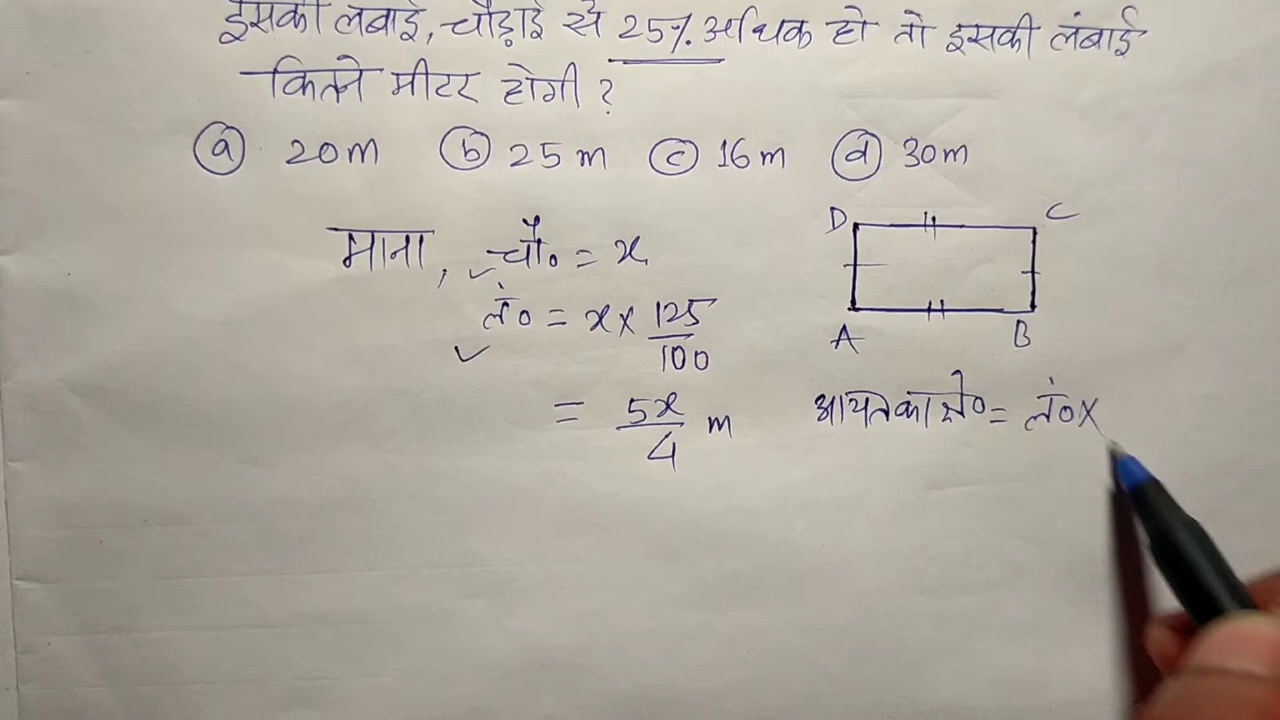 इसकी लंबाई, चौड़ाई से 25% अधिक हो तो इसकी लंबाई
कितने मीटर होगी ?
ⓐ 20m ⓑ 25m ⓒ 16m ⓓ 30m
माना, चौ० = x
लं० = x × 125/100
= 5x/4 m
D C
A B
आयत का क्षे० = लं० ×